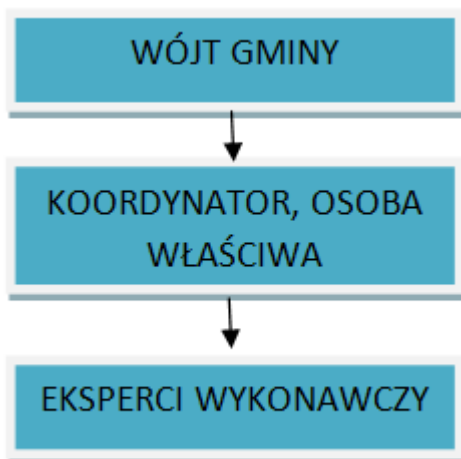 WÓJT GMINY
KOORDYNATOR, OSOBA
WŁAŚCIWA
EKSPERCI WYKONAWCZY